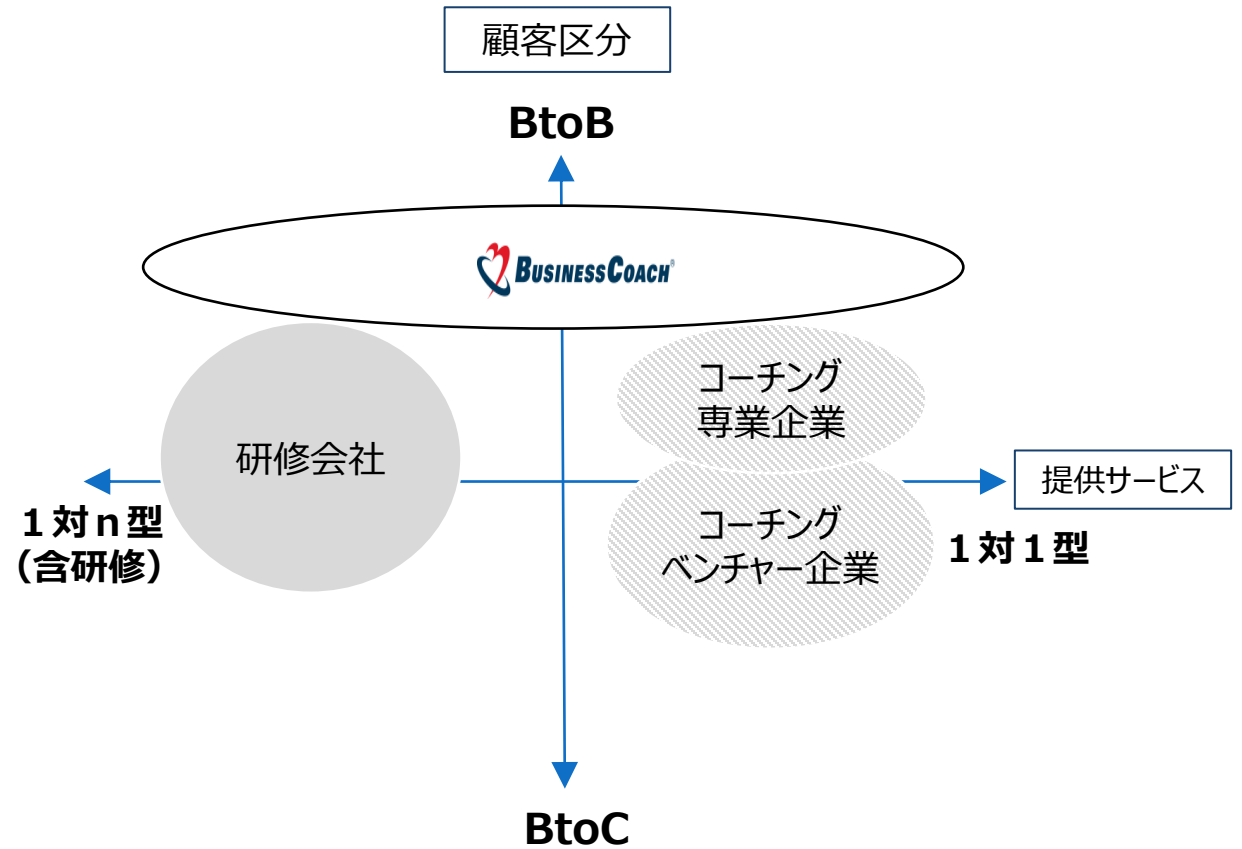 顧客区分
BtoB
BUSINESSCOACH®
コーチング
専業企業
研修会社
提供サービス
１対ｎ型
（含研修）
コーチング
ベンチャー企業
１対１型
BtoC